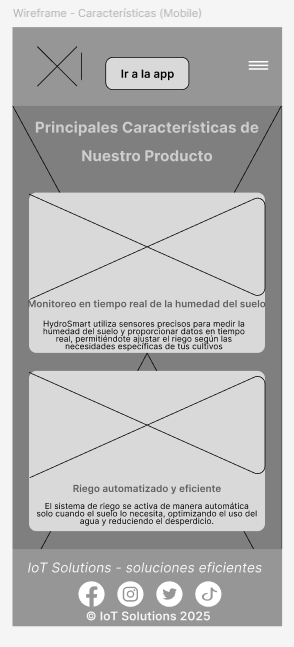 Wireframe - Características (Mobile)
Ir a la app
Principales Características de
Nuestro Producto
Monitoreo en tiempo real de la humedad del suelo
HydroSmart utiliza sensores precisos para medir la
humedad del suelo y proporcionar datos en tiempo
real, permitiéndote ajustar el riego según las
necesidades específicas de tus cultivos
Riego automatizado y eficiente
El sistema de riego se activa de manera automática
solo cuando el suelo lo necesita, optimizando el uso del
agua y reduciendo el desperdicio.
IoT Solutions - soluciones eficientes
© IoT Solutions 2025